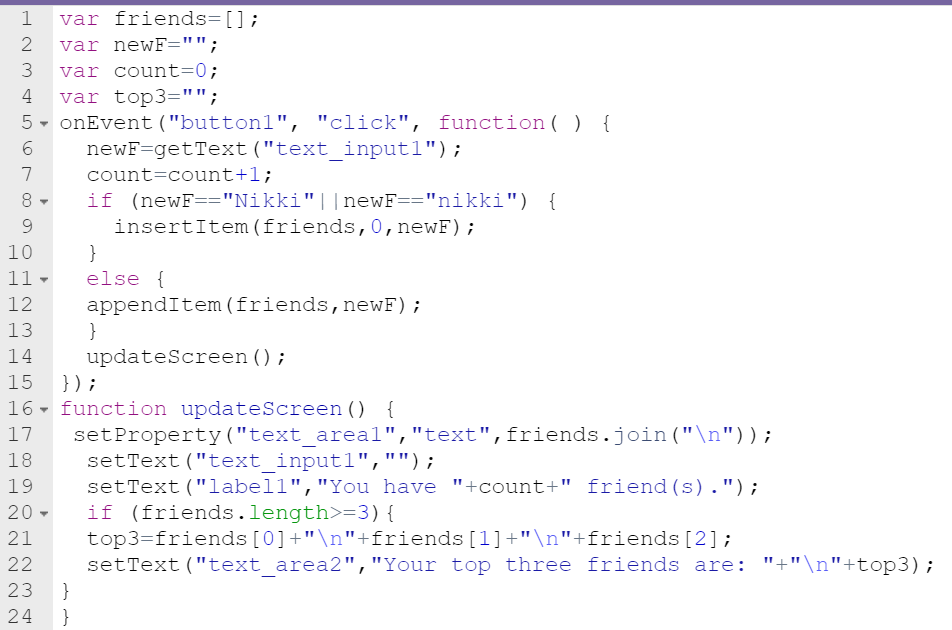 1 var friends=[];
2 var newF="";
3 var count=0;
4 var top3="";
5 onEvent("button1", "click", function( ) {
6   newF=getText("text_input1");
7   count=count+1;
8   if (newF=="Nikki"||newF=="nikki") {
9     insertItem(friends,0,newF);
10   }
11   else {
12   appendItem(friends,newF);
13   }
14   updateScreen();
15 });
16 function updateScreen() {
17  setProperty("text_area1","text",friends.join("\n"));
18   setText("text_input1","");
19   setText("label1","You have "+count+" friend(s).");
20   if (friends.length>=3){
21   top3=friends[0]+"\n"+friends[1]+"\n"+friends[2];
22   setText("text_area2","Your top three friends are: "+"\n"+top3);
23 }
24 }